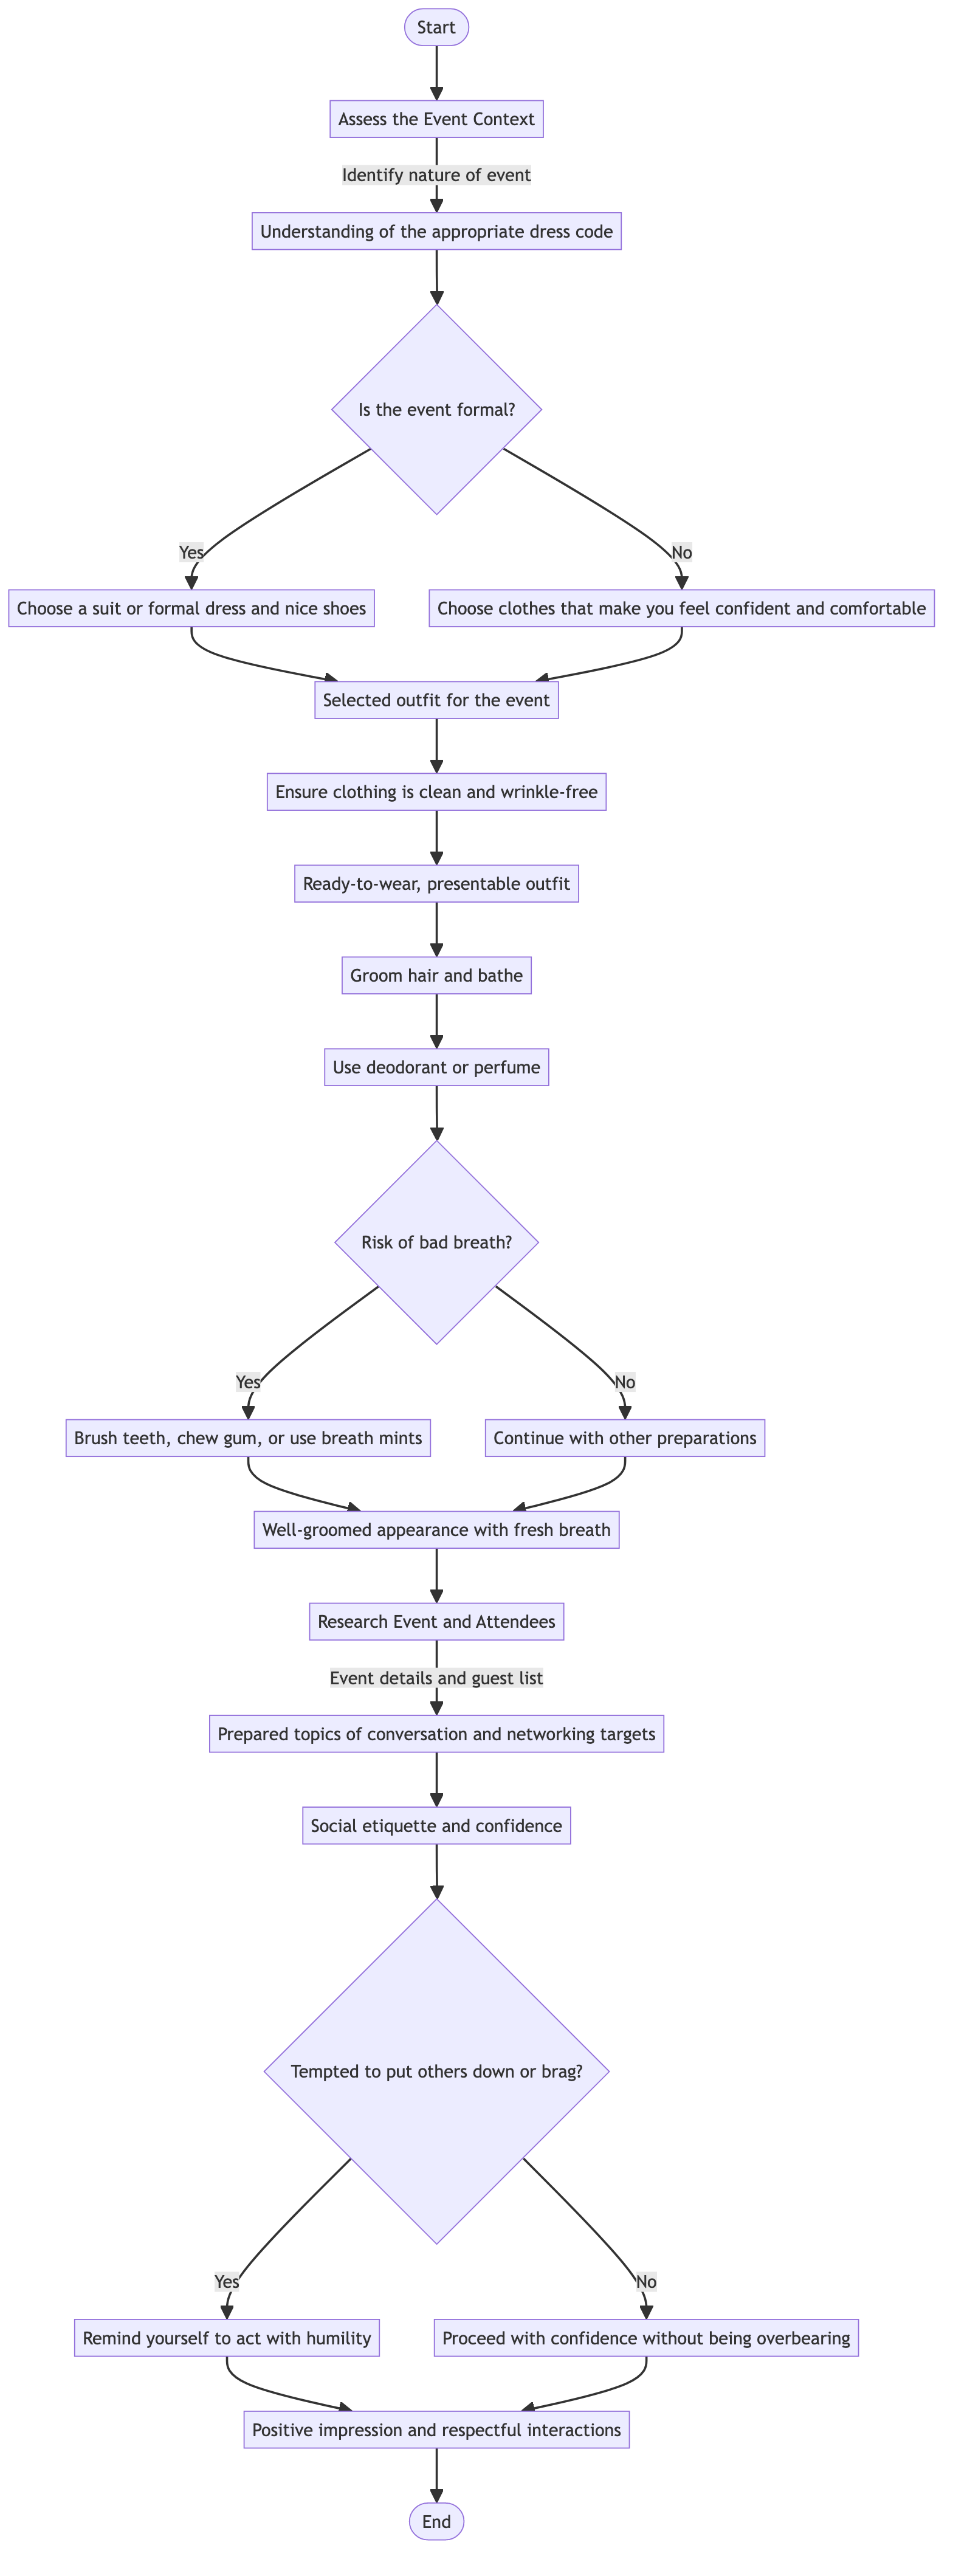 Start
Assess the Event Context
Identify nature of event
Understanding of the appropriate dress code
Is the event formal?
Yes
No
Choose a suit or formal dress and nice shoes
Choose clothes that make you feel confident and comfortable
Selected outfit for the event
Ensure clothing is clean and wrinkle-free
Ready-to-wear, presentable outfit
Groom hair and bathe
Use deodorant or perfume
Risk of bad breath?
Yes
No
Brush teeth, chew gum, or use breath mints
Continue with other preparations
Well-groomed appearance with fresh breath
Research Event and Attendees
Event details and guest list
Prepared topics of conversation and networking targets
Social etiquette and confidence
Tempted to put others down or brag?
Yes
No
Remind yourself to act with humility
Proceed with confidence without being overbearing
Positive impression and respectful interactions
End